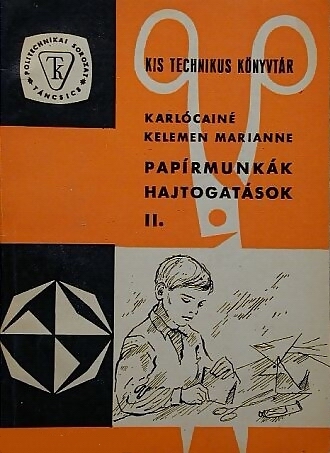 POLITECHNIKAI SOROZAT
TK
TÁNCSICS
KIS TECHNIKUS KÖNYVTÁR
KARLÓCAINÉ
KELEMEN MARIANNE
PAPÍRMUNKÁK
HAJTOGATÁSOK
II.